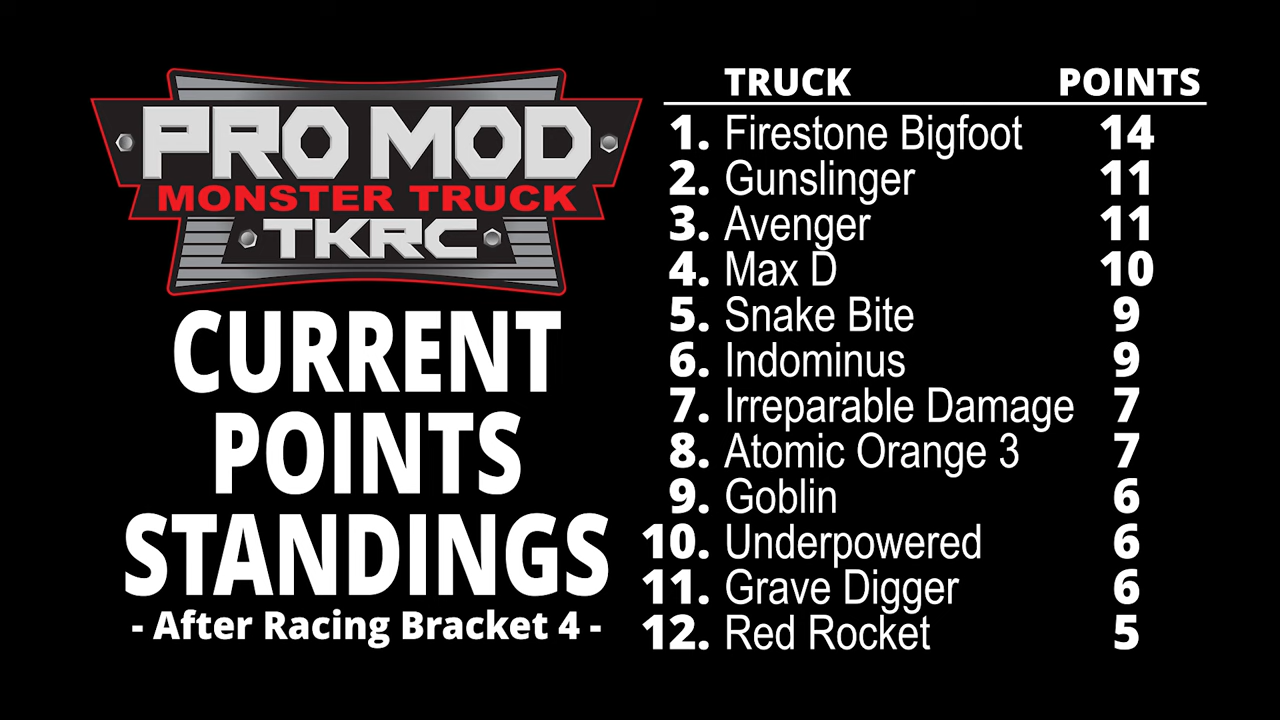 PRO MOD
MONSTER TRUCK
TKRC
CURRENT
POINTS
STANDINGS
- After Racing Bracket 4 -
TRUCK POINTS
1. Firestone Bigfoot 14
2. Gunslinger 11
3. Avenger 11
4. Max D 10
5. Snake Bite 9
6. Indominus 9
7. Irreparable Damage 7
8. Atomic Orange 3 7
9. Goblin 6
10. Underpowered 6
11. Grave Digger 6
12. Red Rocket 5